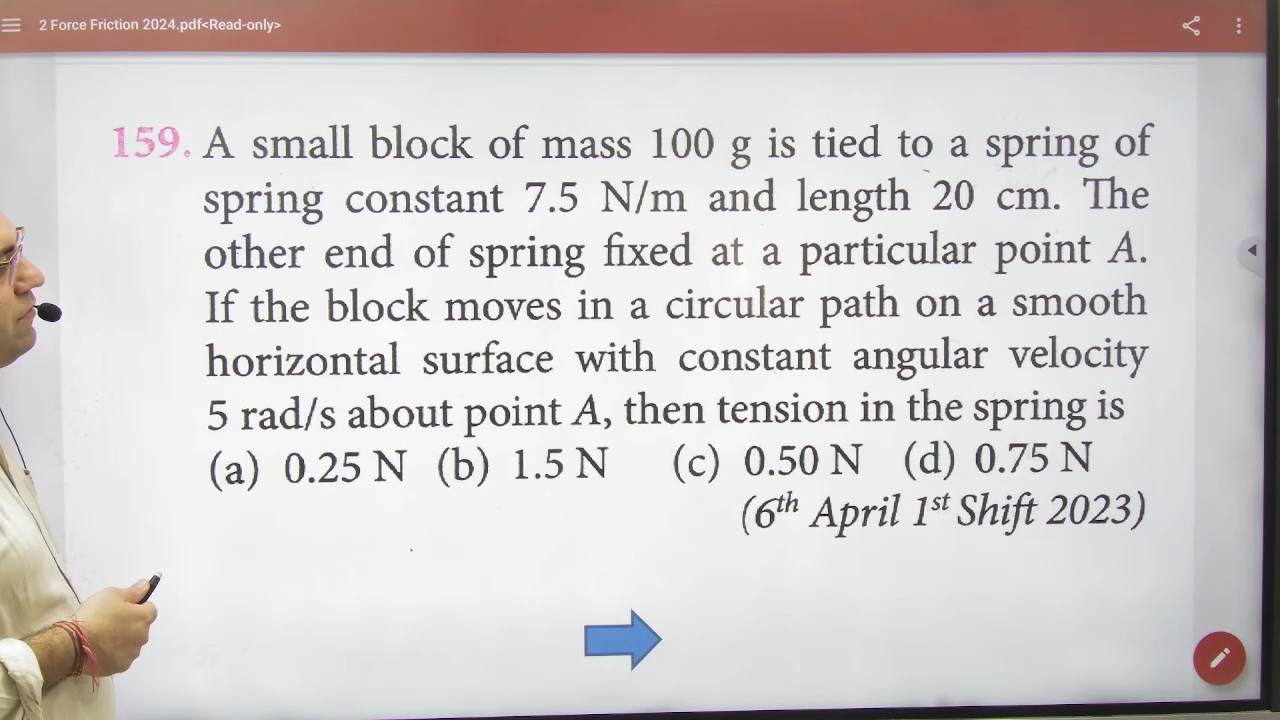 2 Force Friction 2024.pdf<Read-only>
159. A small block of mass 100 g is tied to a spring of
spring constant 7.5 N/m and length 20 cm. The
other end of spring fixed at a particular point A.
If the block moves in a circular path on a smooth
horizontal surface with constant angular velocity
5 rad/s about point A, then tension in the spring is
(a) 0.25 N (b) 1.5 N (c) 0.50 N (d) 0.75 N
(6th April 1st Shift 2023)